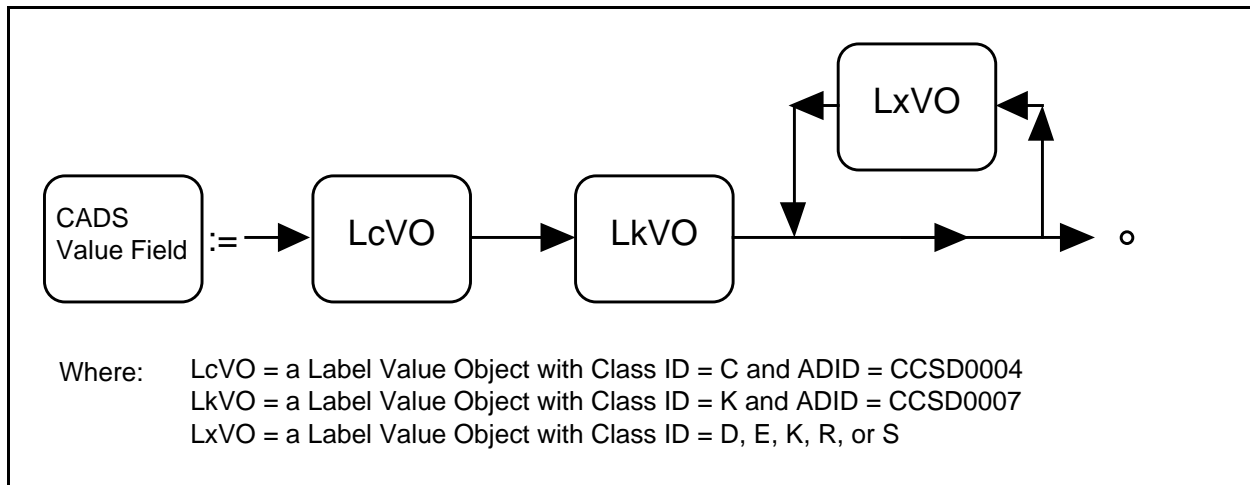 LxVO
CADS
Value Field
:=
LcVO
LkVO
Where:
LcVO = a Label Value Object with Class ID = C and ADID = CCSD0004
LkVO = a Label Value Object with Class ID = K and ADID = CCSD0007
LxVO = a Label Value Object with Class ID = D, E, K, R, or S